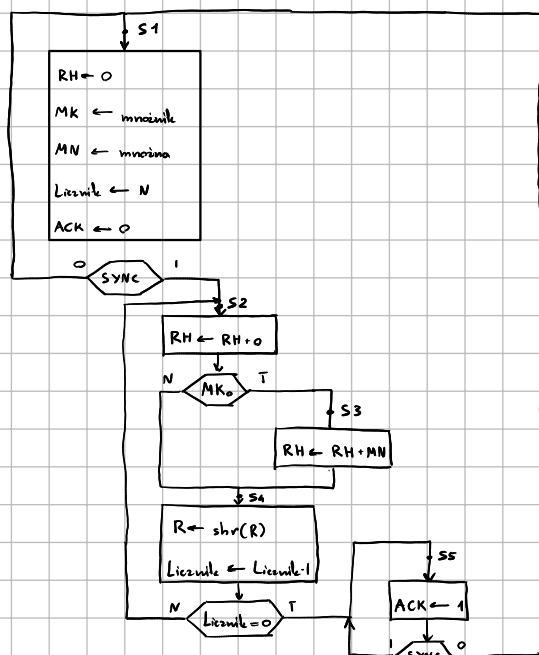 S1
RH ← 0
MK ← mnożnik
MN ← mnożna
Licznik ← N
ACK ← 0
0 SYNC 1
S2
RH ← RH+0
N MK₀ T
S3
RH ← RH+MN
S4
R ← shr(R)
Licznik ← Licznik-1
S5
ACK ← 1
N Licznik=0 T
1 SYNC 0